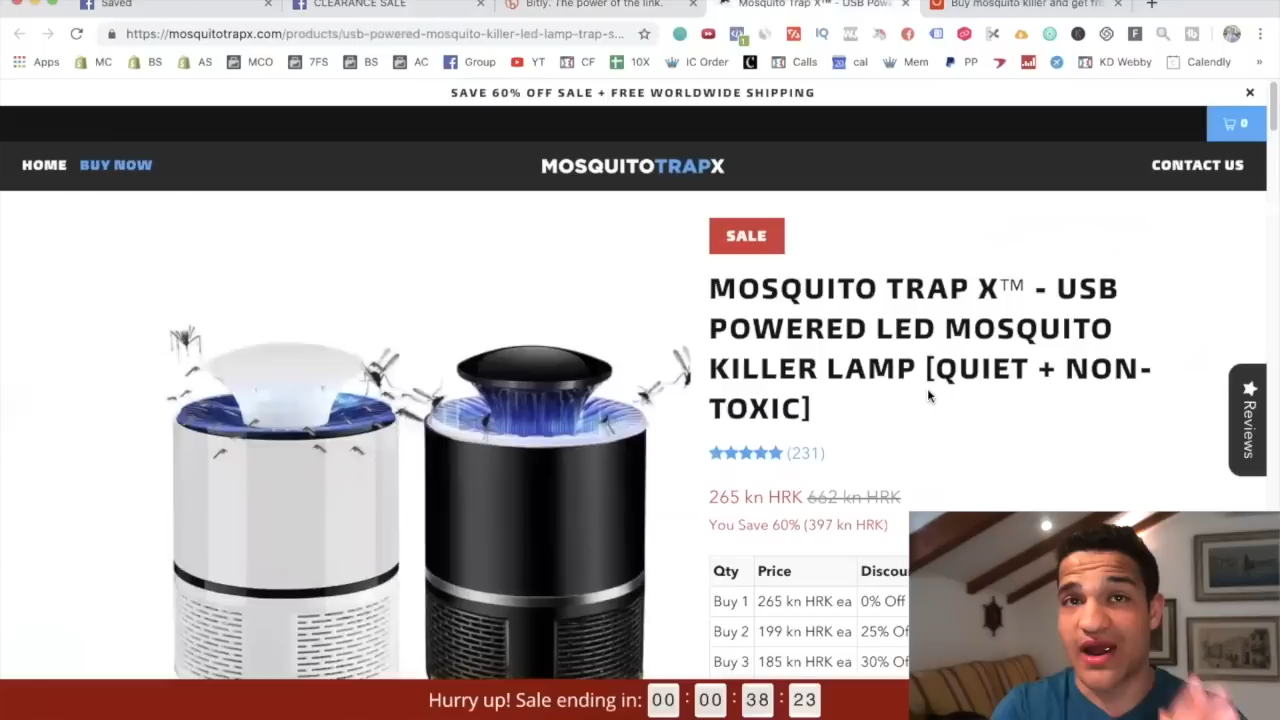 Saved
CLEARANCE SALE
Bitly. The power of the link.
Mosquito Trap X™ - USB Powe
Buy mosquito killer and get fre
https://mosquitotrapx.com/products/usb-powered-mosquito-killer-led-lamp-trap-s...
Apps MC BS AS MCO 7FS BS AC Group YT CF 10X IC Order Calls cal Mem PP KD Webby Calendly »
SAVE 60% OFF SALE + FREE WORLDWIDE SHIPPING
0
HOME BUY NOW
MOSQUITOTRAPX
CONTACT US
SALE
MOSQUITO TRAP X™ - USB
POWERED LED MOSQUITO
KILLER LAMP [QUIET + NON-
TOXIC]
(231)
265 kn HRK 662 kn HRK
You Save 60% (397 kn HRK)
Qty Price Discou
Buy 1 265 kn HRK ea 0% Off
Buy 2 199 kn HRK ea 25% Of
Buy 3 185 kn HRK ea 30% Of
Reviews
Hurry up! Sale ending in: 00 : 00 : 38 : 23